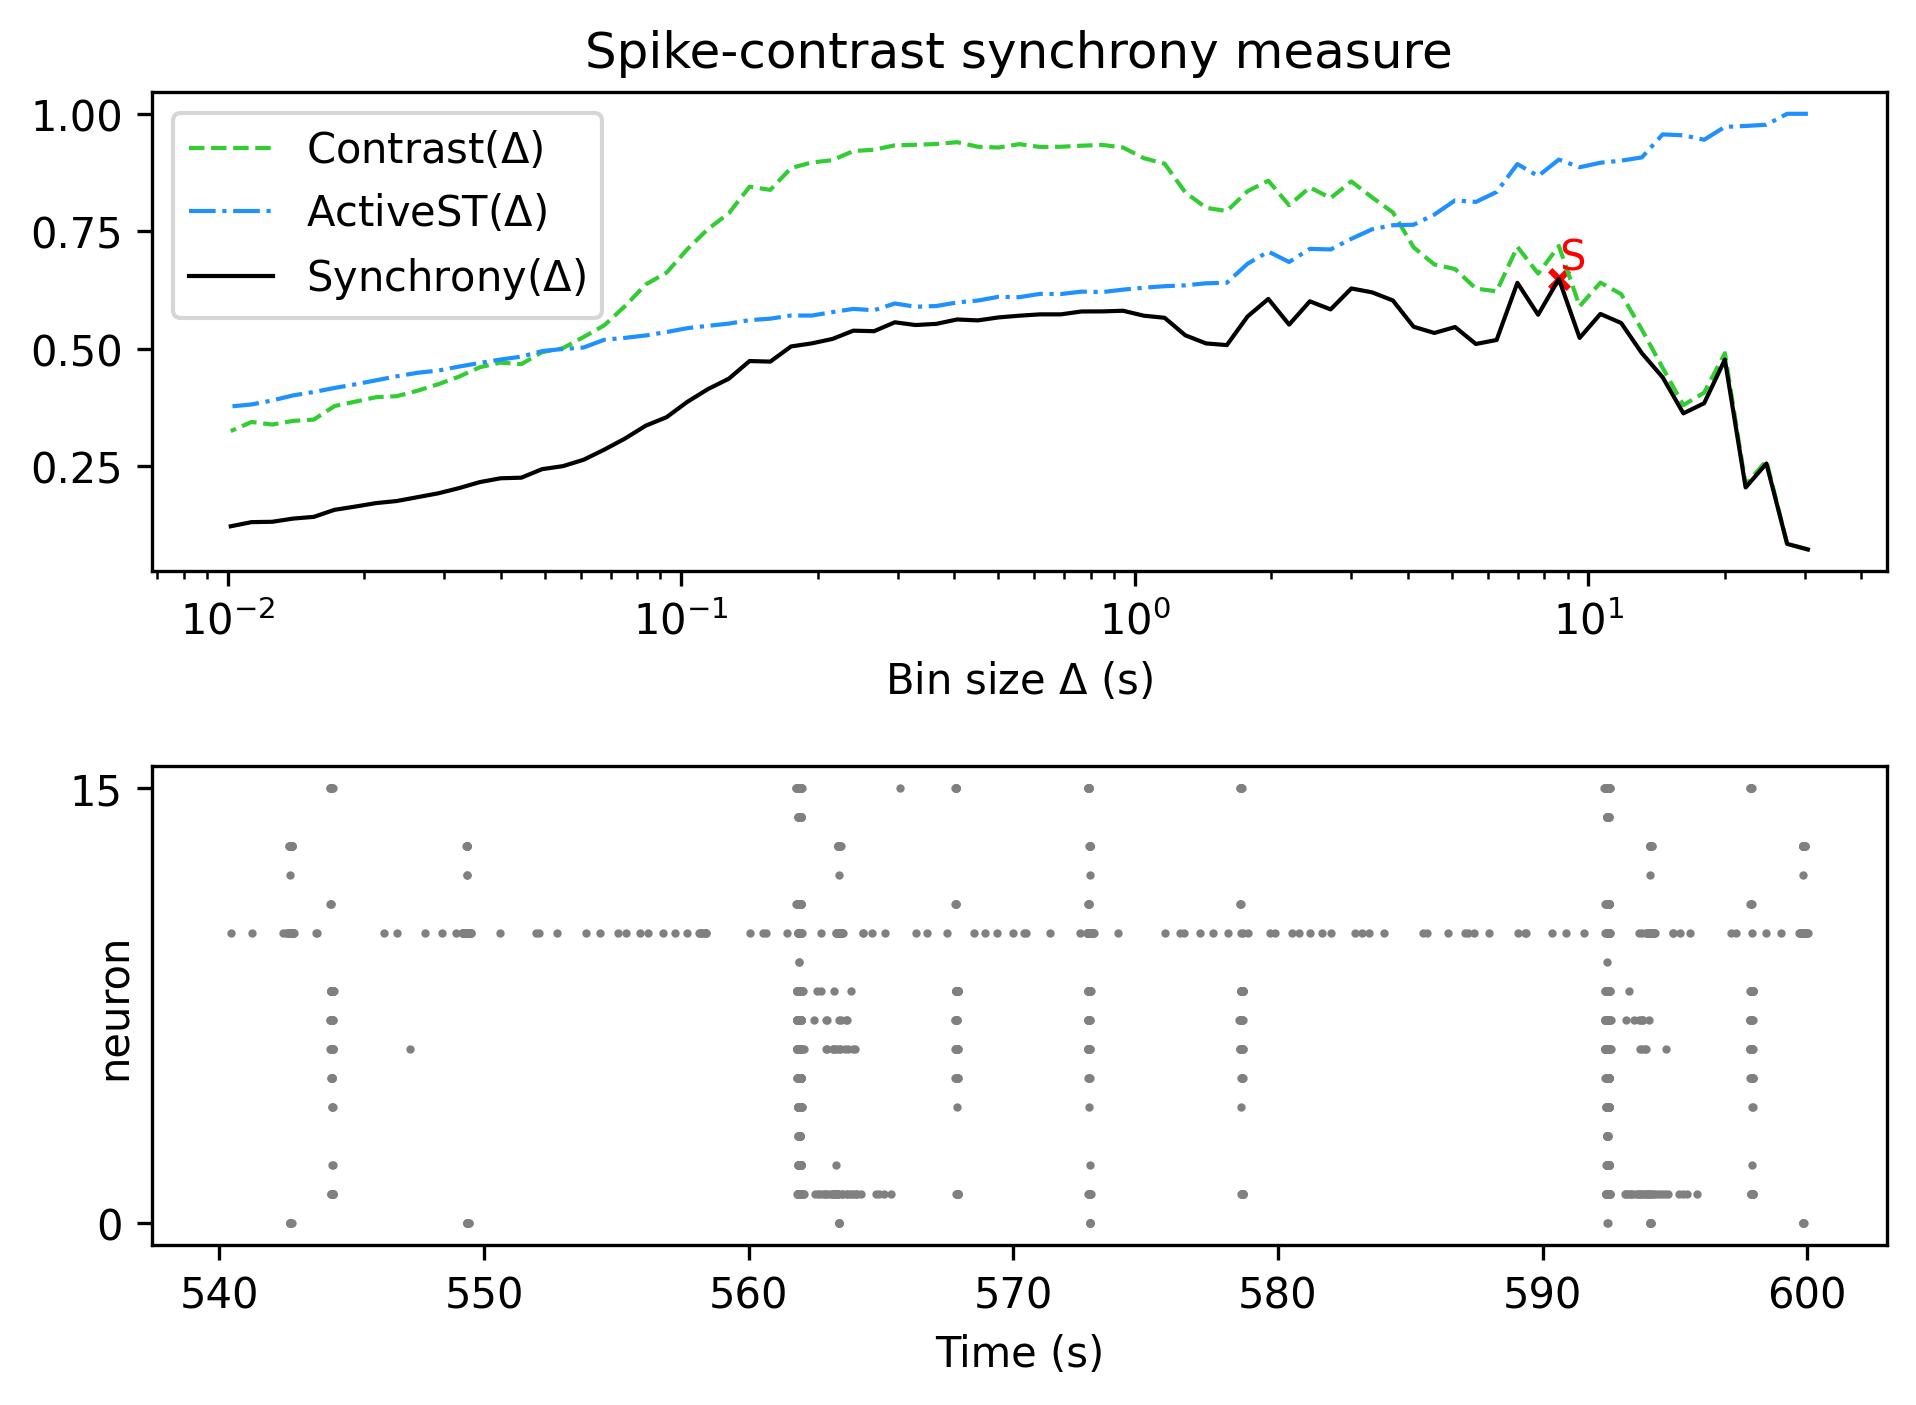 Spike-contrast synchrony measure
1.00
0.75
0.50
0.25
Contrast(Δ)
ActiveST(Δ)
Synchrony(Δ)
S
10⁻² 10⁻¹ 10⁰ 10¹
Bin size Δ (s)
15
0
neuron
540 550 560 570 580 590 600
Time (s)